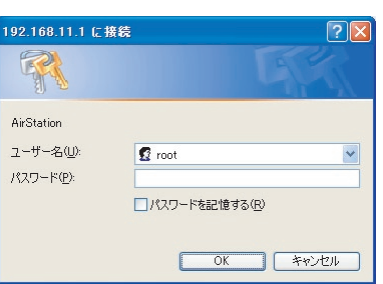 192.168.11.1 に接続
AirStation
ユーザー名(U):
root
パスワード(P):
パスワードを記憶する(R)
OK
キャンセル